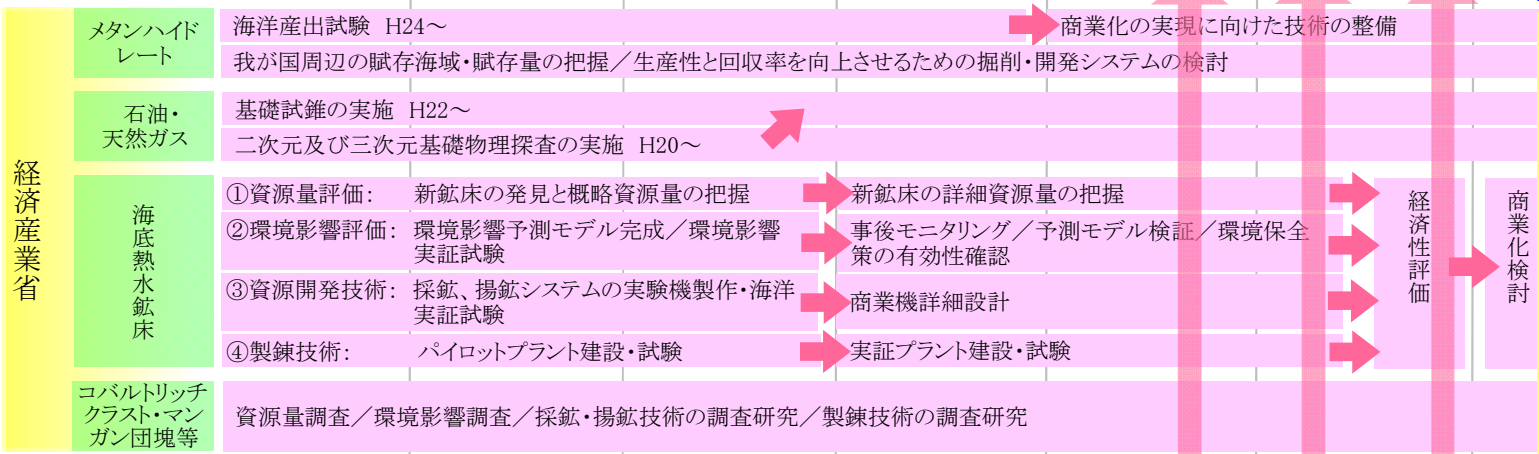 経済産業省
メタンハイド
レート
海洋産出試験 H24～
商業化の実現に向けた技術の整備
我が国周辺の賦存海域・賦存量の把握／生産性と回収率を向上させるための掘削・開発システムの検討
石油・
天然ガス
基礎試錐の実施 H22～
二次元及び三次元基礎物理探査の実施 H20～
海底熱水鉱床
①資源量評価： 新鉱床の発見と概略資源量の把握
新鉱床の詳細資源量の把握
②環境影響評価： 環境影響予測モデル完成／環境影響
実証試験
事後モニタリング／予測モデル検証／環境保全
策の有効性確認
③資源開発技術： 採鉱、揚鉱システムの実験機製作・海洋
実証試験
商業機詳細設計
④製錬技術： パイロットプラント建設・試験
実証プラント建設・試験
経済性評価
商業化検討
コバルトリッチ
クラスト・マン
ガン団塊等
資源量調査／環境影響調査／採鉱・揚鉱技術の調査研究／製錬技術の調査研究